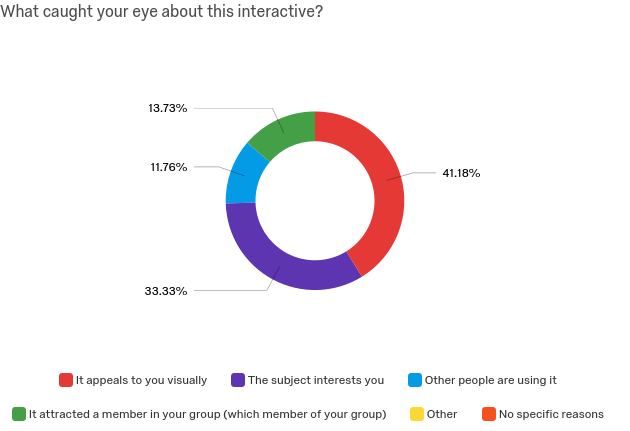 What caught your eye about this interactive?
13.73%
11.76%
41.18%
33.33%
It appeals to you visually
The subject interests you
Other people are using it
It attracted a member in your group (which member of your group)
Other
No specific reasons